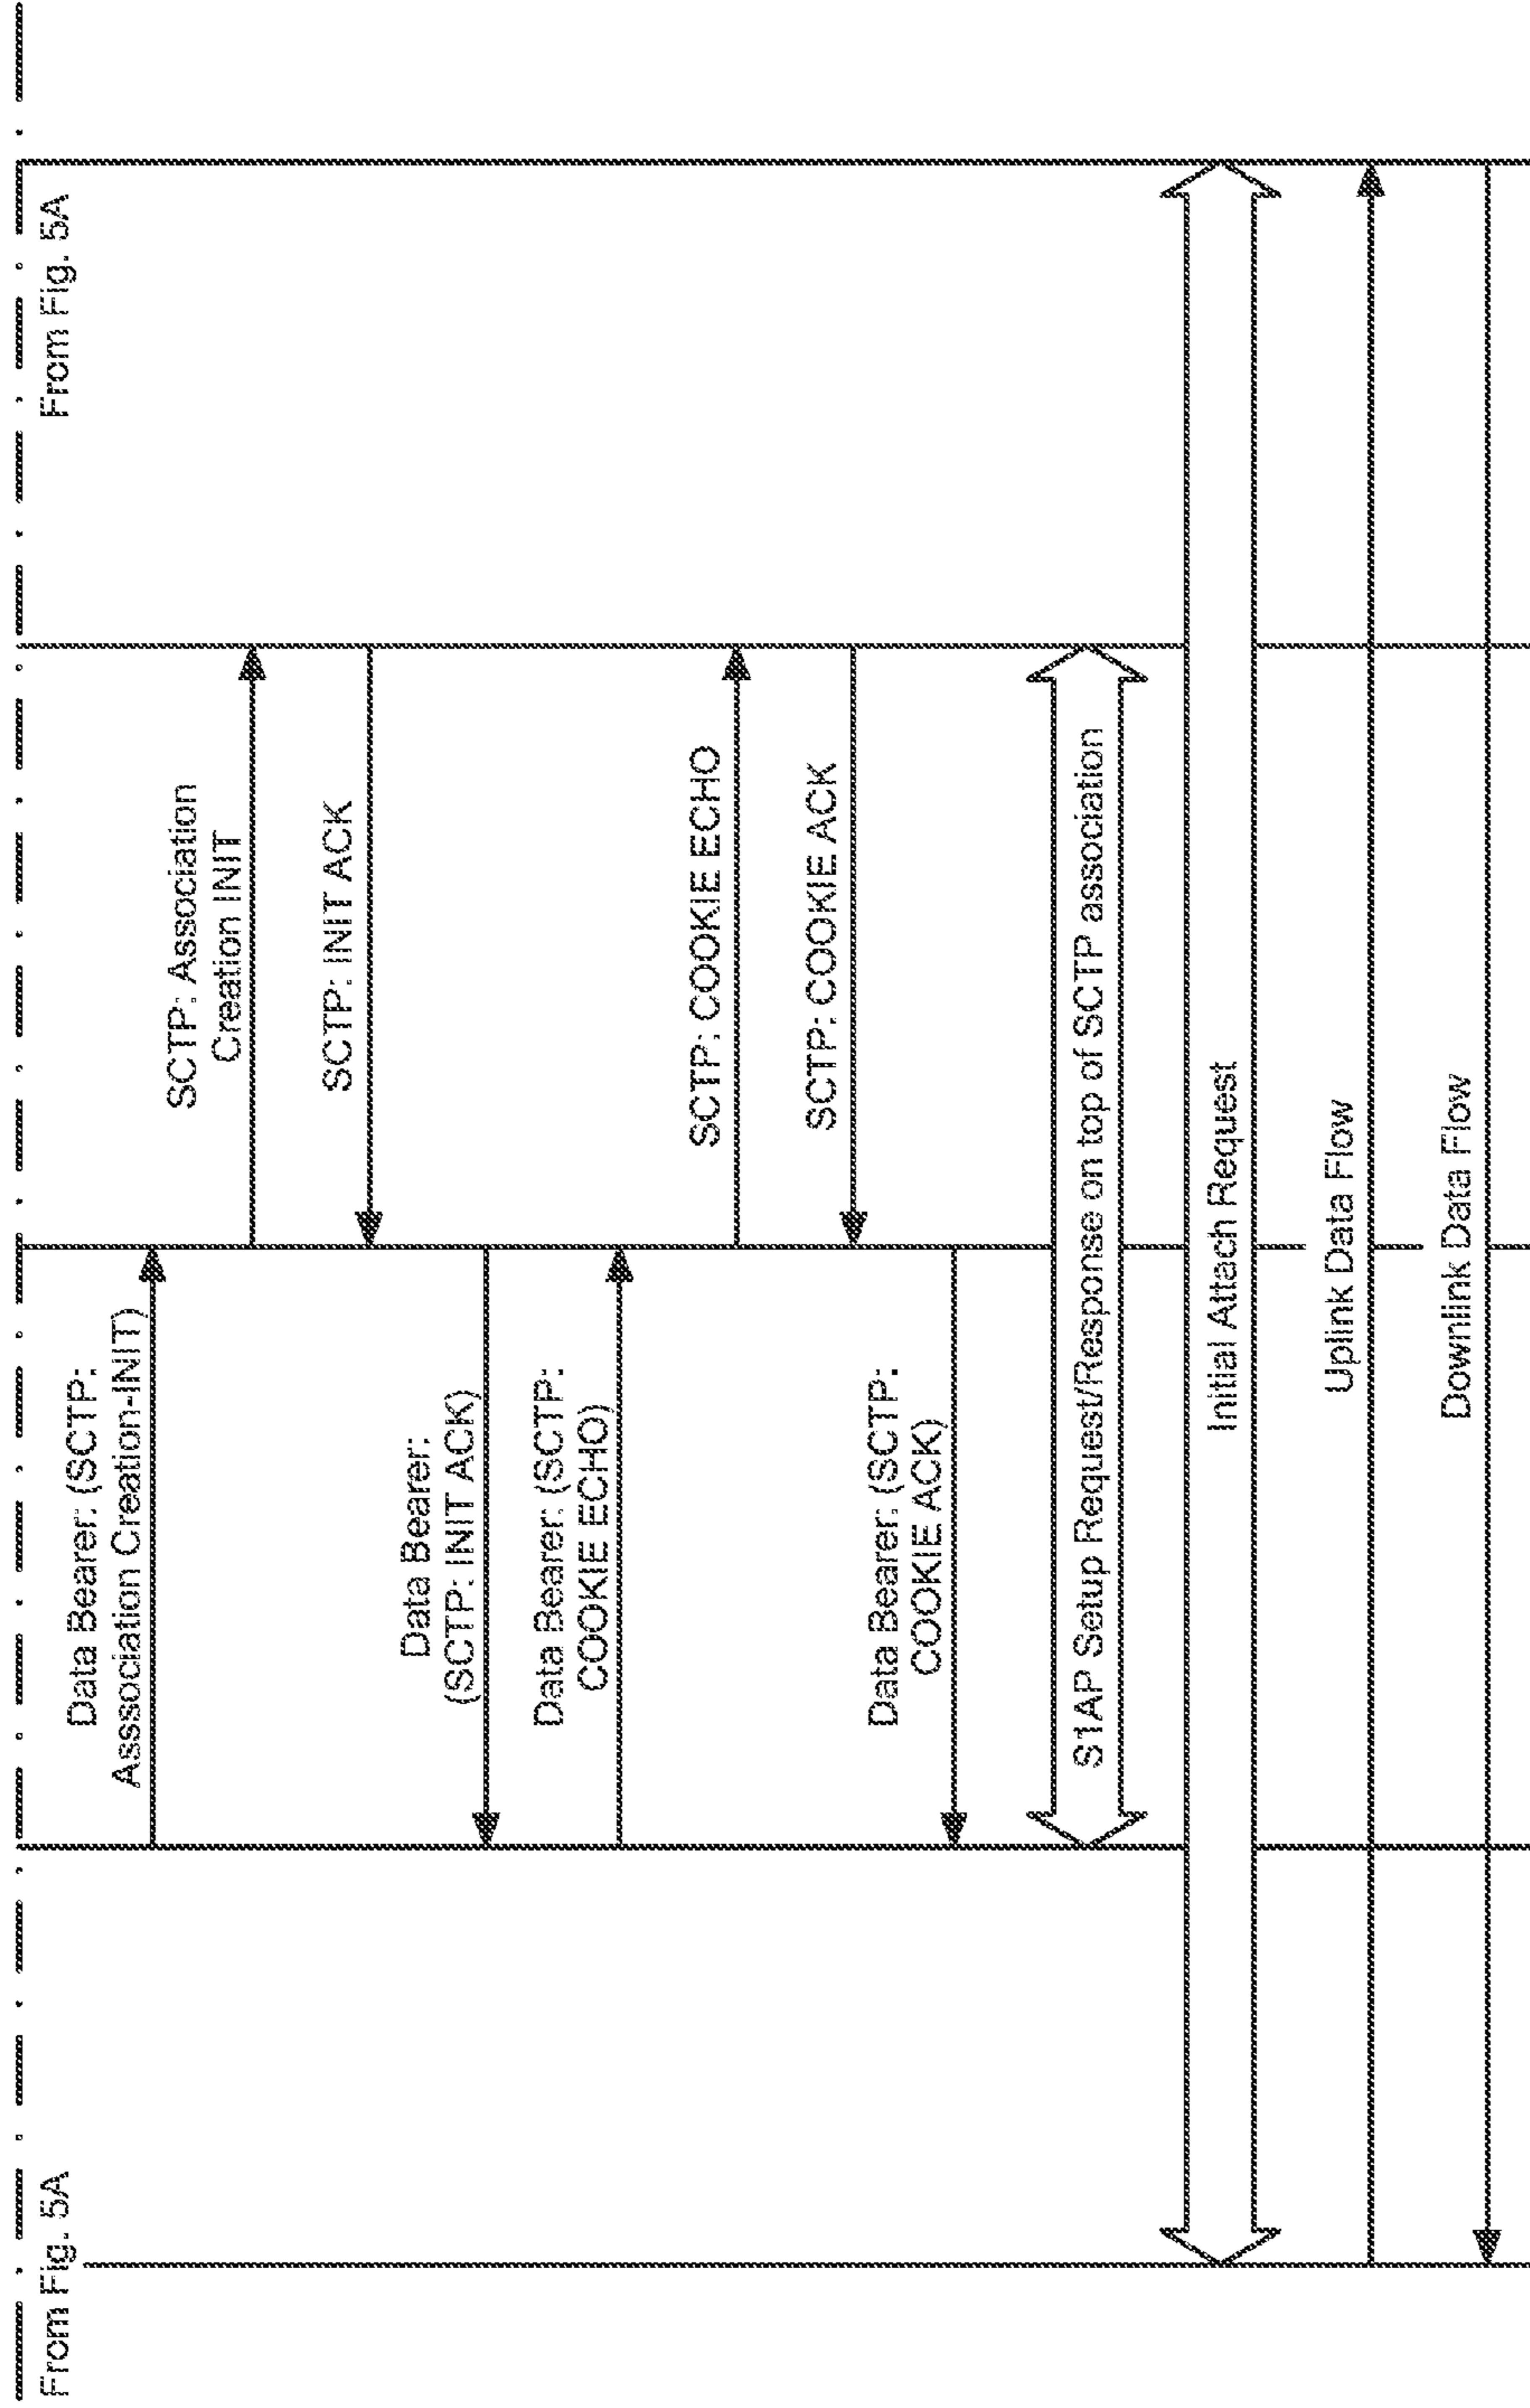 From Fig. 5A
From Fig. 5A
Data Bearer: (SCTP:
Association Creation-INIT)
SCTP: Association
Creation INIT
SCTP: INIT ACK
Data Bearer:
(SCTP: INIT ACK)
Data Bearer: (SCTP:
COOKIE ECHO)
SCTP: COOKIE ECHO
SCTP: COOKIE ACK
Data Bearer: (SCTP:
COOKIE ACK)
S1AP Setup Request/Response on top of SCTP association
Initial Attach Request
Uplink Data Flow
Downlink Data Flow